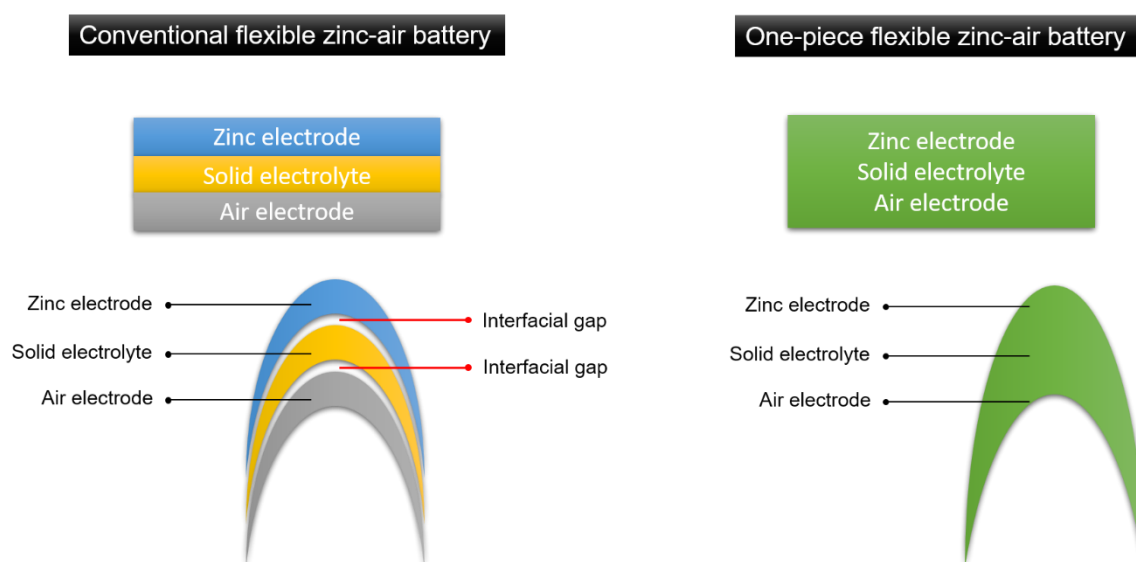 Conventional flexible zinc-air battery
One-piece flexible zinc-air battery
Zinc electrode
Solid electrolyte
Air electrode
Zinc electrode
Solid electrolyte
Air electrode
Zinc electrode
Interfacial gap
Solid electrolyte
Interfacial gap
Air electrode
Zinc electrode
Solid electrolyte
Air electrode